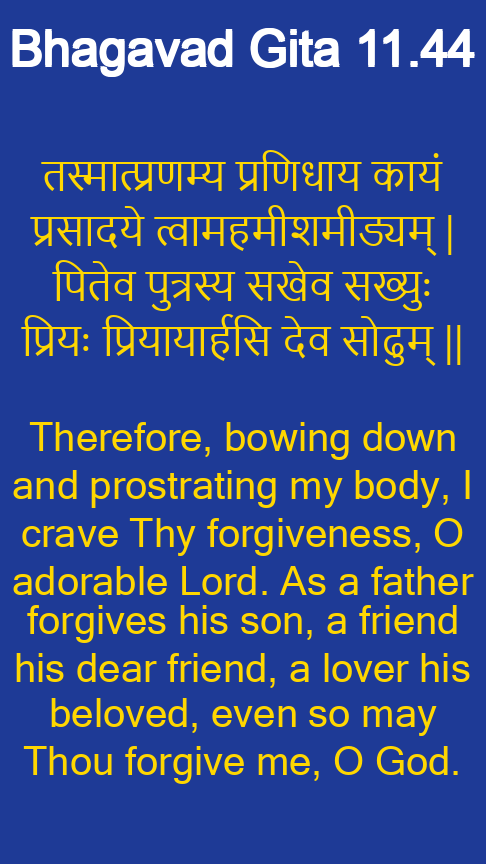 Bhagavad Gita 11.44
तस्मात्प्रणम्य प्रणिधाय कायं
प्रसादये त्वामहमीशमीड्यम् |
पितेव पुत्रस्य सखेव सख्युः
प्रियः प्रियायार्हसि देव सोढुम् ||
Therefore, bowing down
and prostrating my body, I
crave Thy forgiveness, O
adorable Lord. As a father
forgives his son, a friend
his dear friend, a lover his
beloved, even so may
Thou forgive me, O God.